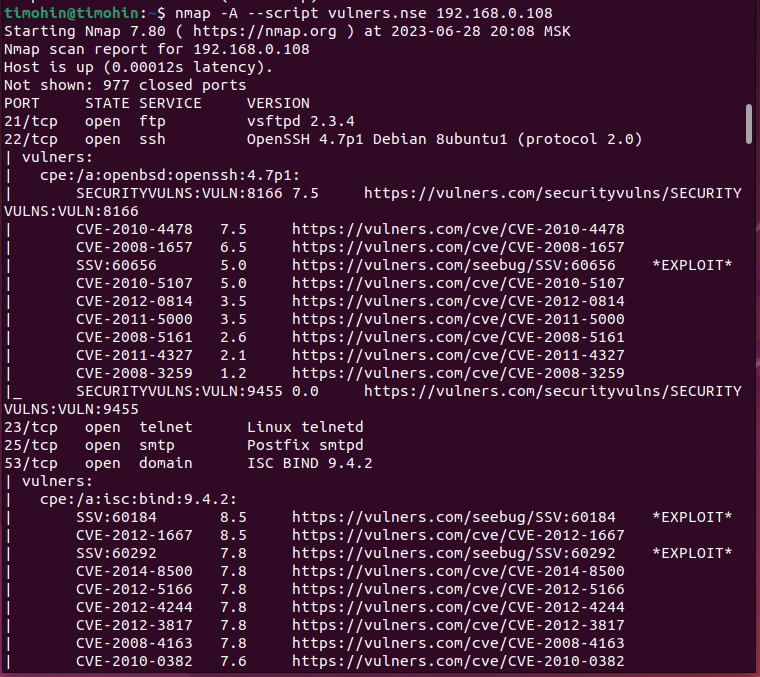 timohin@timohin:~$ nmap -A --script vulners.nse 192.168.0.108
Starting Nmap 7.80 ( https://nmap.org ) at 2023-06-28 20:08 MSK
Nmap scan report for 192.168.0.108
Host is up (0.00012s latency).
Not shown: 977 closed ports
PORT     STATE SERVICE     VERSION
21/tcp   open  ftp         vsftpd 2.3.4
22/tcp   open  ssh         OpenSSH 4.7p1 Debian 8ubuntu1 (protocol 2.0)
| vulners:
|   cpe:/a:openbsd:openssh:4.7p1:
|       SECURITYVULNS:VULN:8166 7.5     https://vulners.com/securityvulns/SECURITY
VULNS:VULN:8166
|       CVE-2010-4478   7.5     https://vulners.com/cve/CVE-2010-4478
|       CVE-2008-1657   6.5     https://vulners.com/cve/CVE-2008-1657
|       SSV:60656       5.0     https://vulners.com/seebug/SSV:60656    *EXPLOIT*
|       CVE-2010-5107   5.0     https://vulners.com/cve/CVE-2010-5107
|       CVE-2012-0814   3.5     https://vulners.com/cve/CVE-2012-0814
|       CVE-2011-5000   3.5     https://vulners.com/cve/CVE-2011-5000
|       CVE-2008-5161   2.6     https://vulners.com/cve/CVE-2008-5161
|       CVE-2011-4327   2.1     https://vulners.com/cve/CVE-2011-4327
|       CVE-2008-3259   1.2     https://vulners.com/cve/CVE-2008-3259
|_      SECURITYVULNS:VULN:9455 0.0     https://vulners.com/securityvulns/SECURITY
VULNS:VULN:9455
23/tcp   open  telnet      Linux telnetd
25/tcp   open  smtp        Postfix smtpd
53/tcp   open  domain      ISC BIND 9.4.2
| vulners:
|   cpe:/a:isc:bind:9.4.2:
|       SSV:60184       8.5     https://vulners.com/seebug/SSV:60184    *EXPLOIT*
|       CVE-2012-1667   8.5     https://vulners.com/cve/CVE-2012-1667
|       SSV:60292       7.8     https://vulners.com/seebug/SSV:60292    *EXPLOIT*
|       CVE-2014-8500   7.8     https://vulners.com/cve/CVE-2014-8500
|       CVE-2012-5166   7.8     https://vulners.com/cve/CVE-2012-5166
|       CVE-2012-4244   7.8     https://vulners.com/cve/CVE-2012-4244
|       CVE-2012-3817   7.8     https://vulners.com/cve/CVE-2012-3817
|       CVE-2008-4163   7.8     https://vulners.com/cve/CVE-2008-4163
|       CVE-2010-0382   7.6     https://vulners.com/cve/CVE-2010-0382